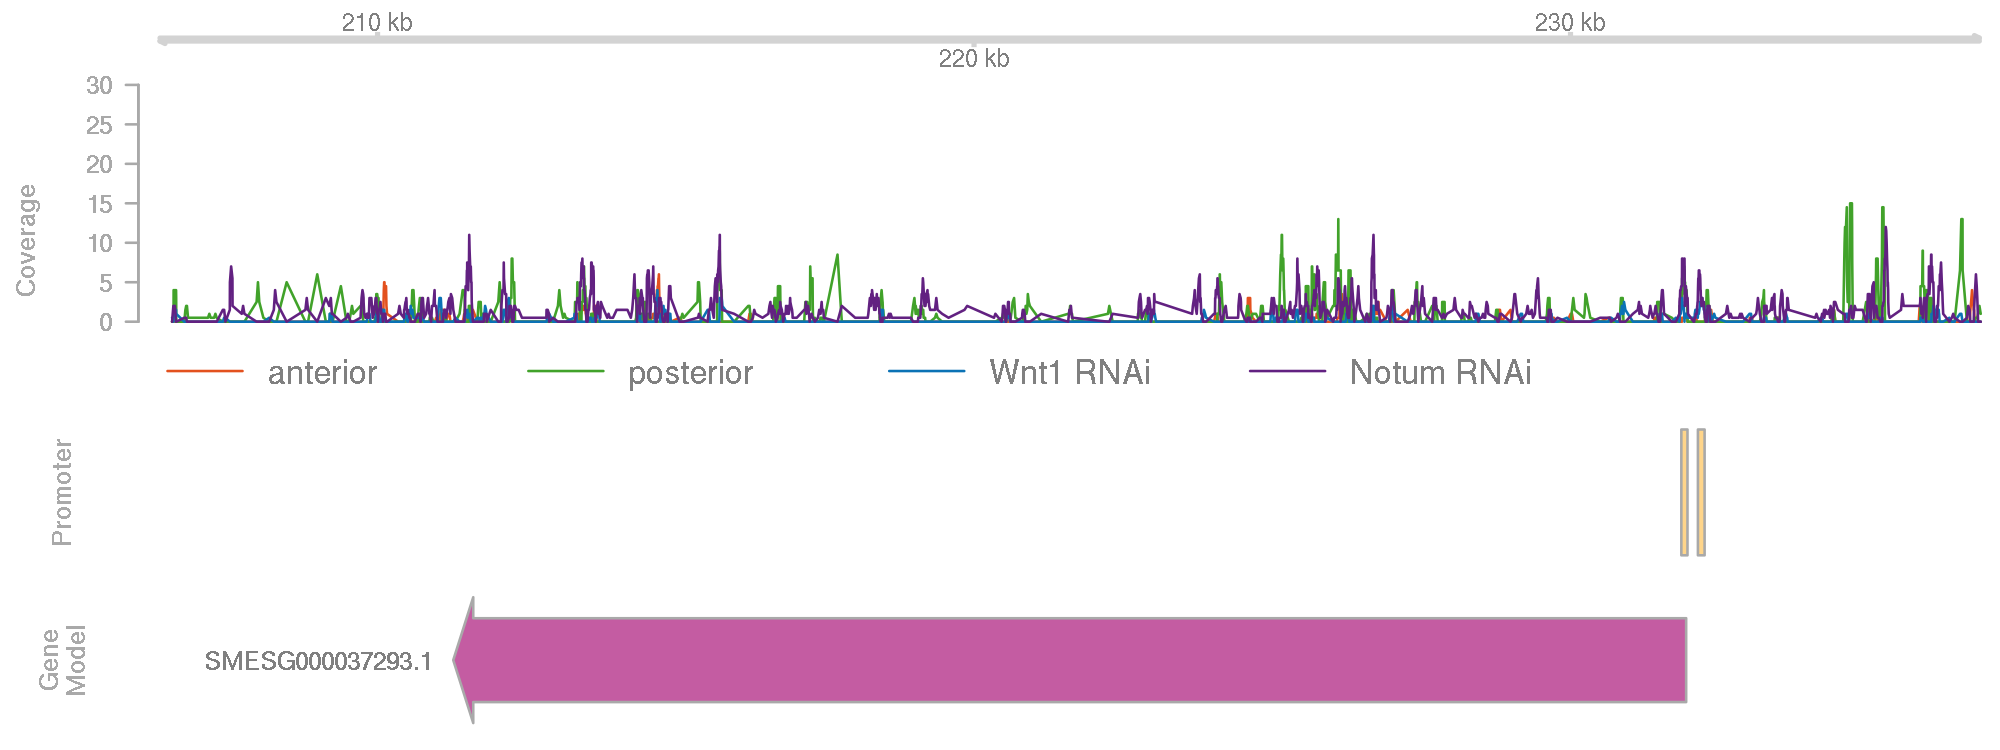 210 kb
230 kb
220 kb
Coverage
30
25
20
15
10
5
0
anterior posterior Wnt1 RNAi Notum RNAi
Promoter
Gene
Model
SMESG000037293.1